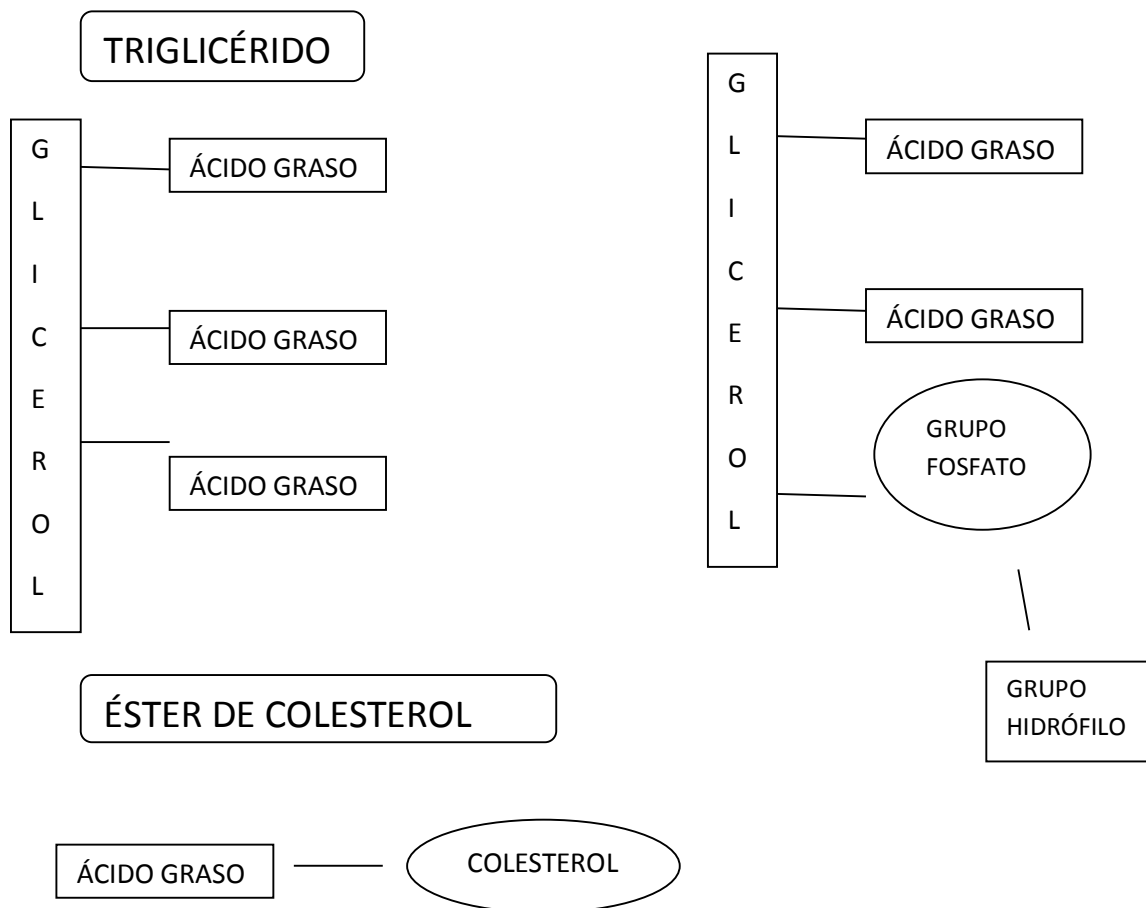 TRIGLICÉRIDO
G
L
I
C
E
R
O
L
ÁCIDO GRASO
ÁCIDO GRASO
ÁCIDO GRASO
G
L
I
C
E
R
O
L
ÁCIDO GRASO
ÁCIDO GRASO
GRUPO
FOSFATO
GRUPO
HIDRÓFILO
ÉSTER DE COLESTEROL
ÁCIDO GRASO
COLESTEROL